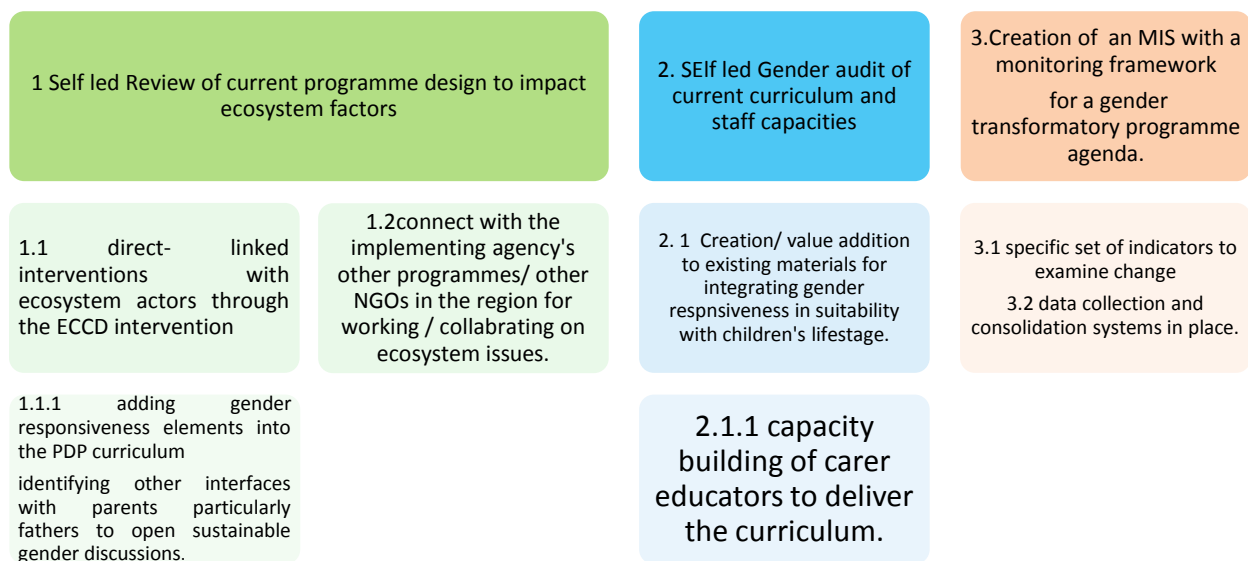 1 Self led Review of current programme design to impact
ecosystem factors
2. SElf led Gender audit of
current curriculum and
staff capacities
3.Creation of an MIS with a
monitoring framework
for a gender
transformatory programme
agenda.
1.1 direct- linked
interventions with
ecosystem actors through
the ECCD intervention
1.2connect with the
implementing agency's
other programmes/ other
NGOs in the region for
working / collabrating on
ecosystem issues.
2. 1 Creation/ value addition
to existing materials for
integrating gender
respnsiveness in suitability
with children's lifestage.
3.1 specific set of indicators to
examine change
3.2 data collection and
consolidation systems in place.
1.1.1 adding gender
responsiveness elements into
the PDP curriculum
identifying other interfaces
with parents particularly
fathers to open sustainable
gender discussions.
2.1.1 capacity
building of carer
educators to deliver
the curriculum.